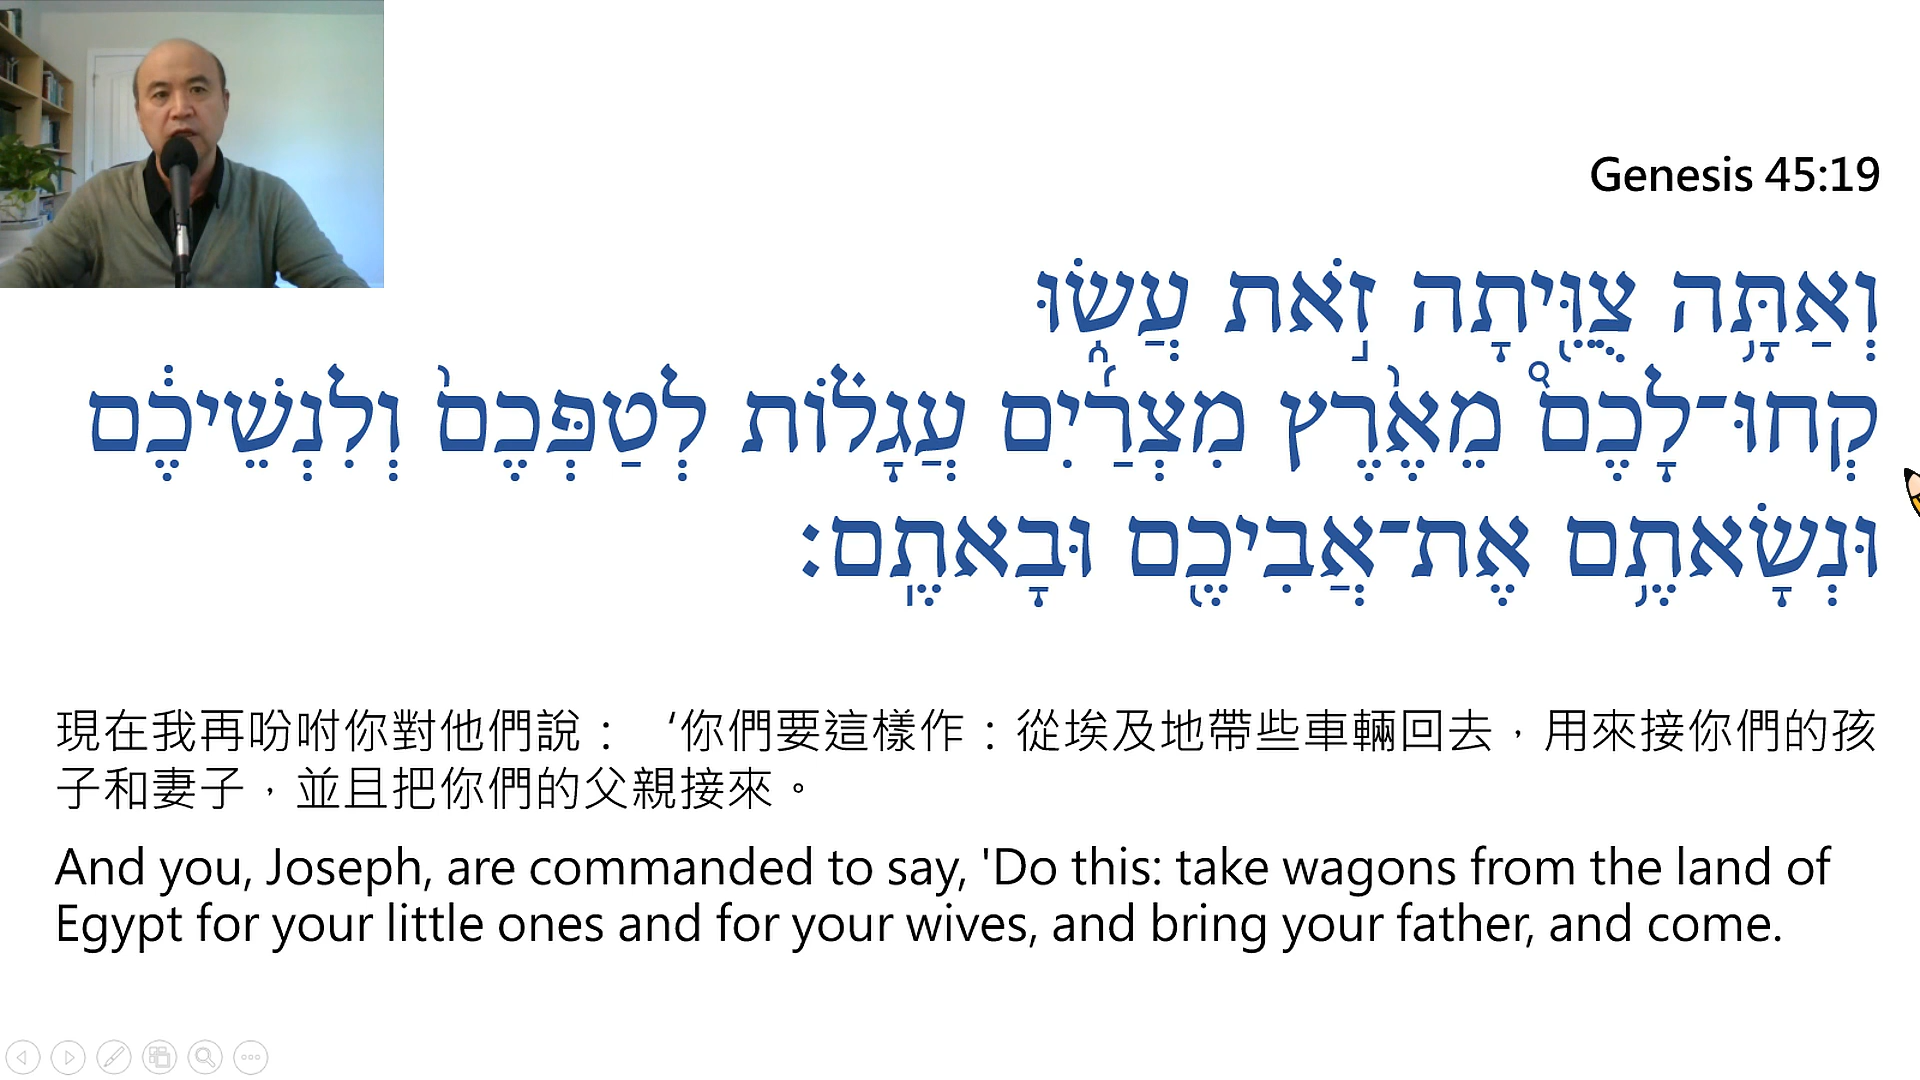 Genesis 45:19
וְאַתָּ֥ה צֻוֵּ֖יתָה זֹ֣את עֲשׂ֑וּ
קְחוּ־לָכֶם֩ מֵאֶ֨רֶץ מִצְרַ֜יִם עֲגָל֗וֹת לְטַפְּכֶם֙ וְלִנְשֵׁיכֶ֔ם
וּנְשָׂאתֶ֥ם אֶת־אֲבִיכֶ֖ם וּבָאתֶֽם׃
現在我再吩咐你對他們說：‘你們要這樣作：從埃及地帶些車輛回去，用來接你們的孩
子和妻子，並且把你們的父親接來。
And you, Joseph, are commanded to say, 'Do this: take wagons from the land of
Egypt for your little ones and for your wives, and bring your father, and come.